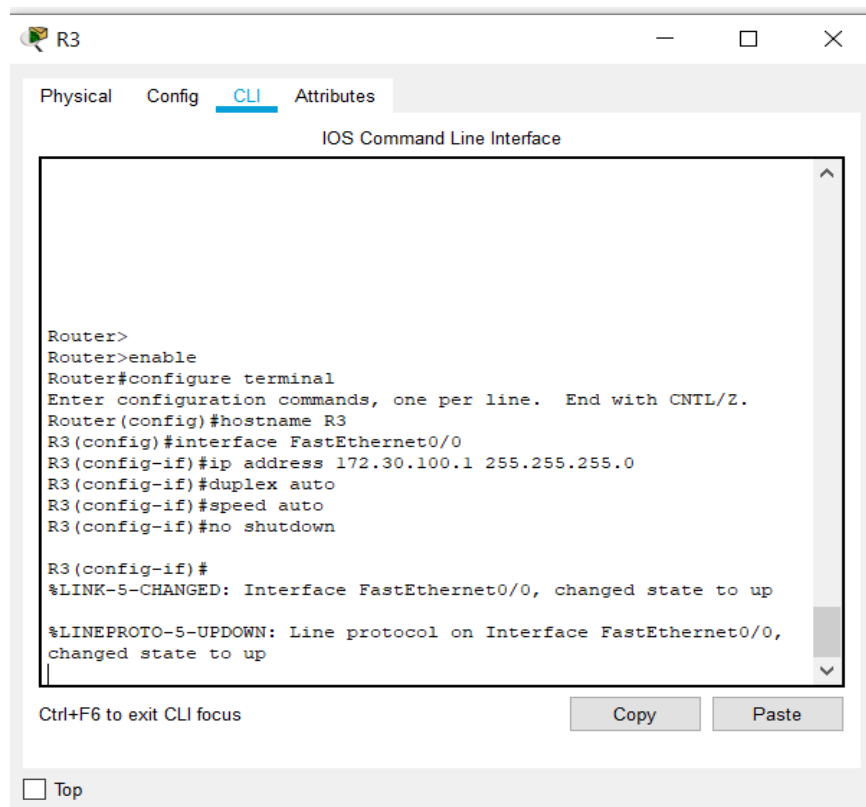 R3
Physical Config CLI Attributes
IOS Command Line Interface
Router>
Router>enable
Router#configure terminal
Enter configuration commands, one per line.  End with CNTL/Z.
Router(config)#hostname R3
R3(config)#interface FastEthernet0/0
R3(config-if)#ip address 172.30.100.1 255.255.255.0
R3(config-if)#duplex auto
R3(config-if)#speed auto
R3(config-if)#no shutdown
R3(config-if)#
%LINK-5-CHANGED: Interface FastEthernet0/0, changed state to up
%LINEPROTO-5-UPDOWN: Line protocol on Interface FastEthernet0/0,
changed state to up
Ctrl+F6 to exit CLI focus Copy Paste
Top